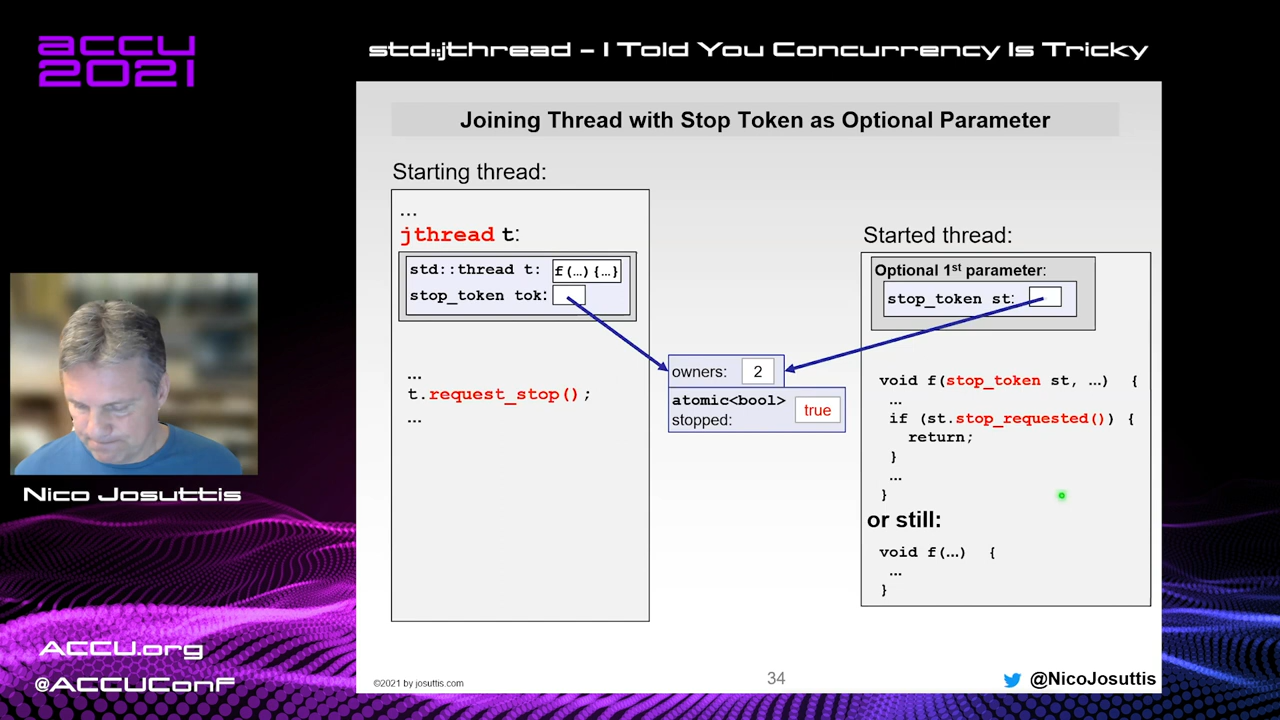 accu
2021
std::jthread – I Told You Concurrency Is Tricky
Joining Thread with Stop Token as Optional Parameter
Starting thread:
...
jthread t:
std::thread t: f(…){…}
stop_token tok:
...
t.request_stop();
...
owners: 2
atomic<bool>
stopped: true
Started thread:
Optional 1st parameter:
stop_token st:
void f(stop_token st, …) {
...
if (st.stop_requested()) {
return;
}
...
}
or still:
void f(…) {
...
}
Nico Josuttis
ACCU.org
@ACCUConf
©2021 by josuttis.com
34
@NicoJosuttis